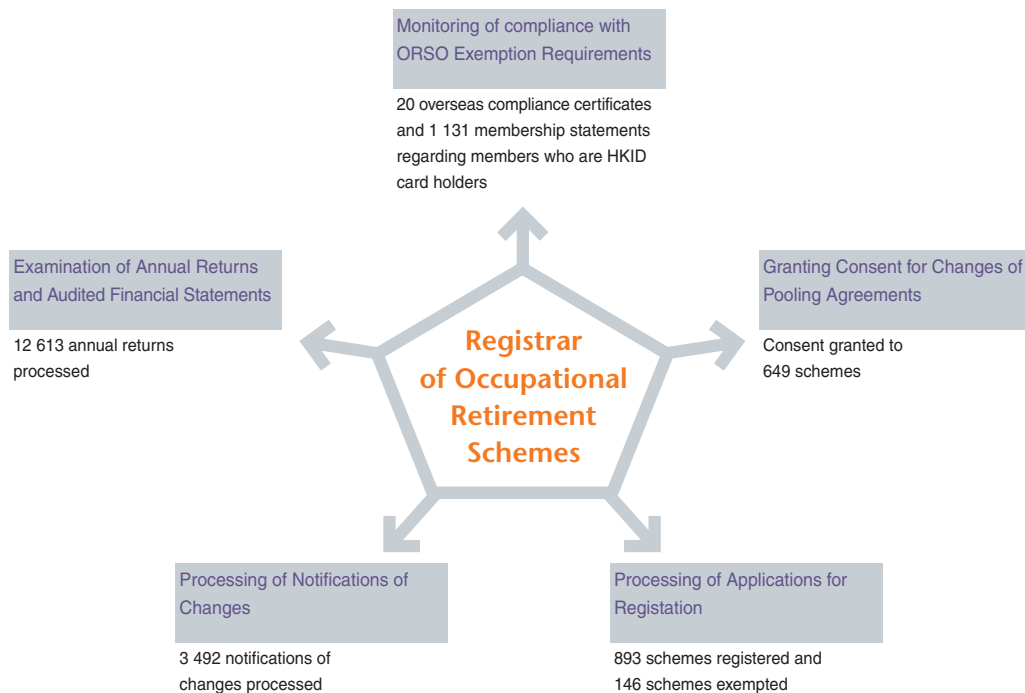 Monitoring of compliance with
ORSO Exemption Requirements
20 overseas compliance certificates
and 1 131 membership statements
regarding members who are HKID
card holders
Examination of Annual Returns
and Audited Financial Statements
12 613 annual returns
processed
Granting Consent for Changes of
Pooling Agreements
Consent granted to
649 schemes
Registrar
of Occupational
Retirement
Schemes
Processing of Notifications of
Changes
3 492 notifications of
changes processed
Processing of Applications for
Registation
893 schemes registered and
146 schemes exempted